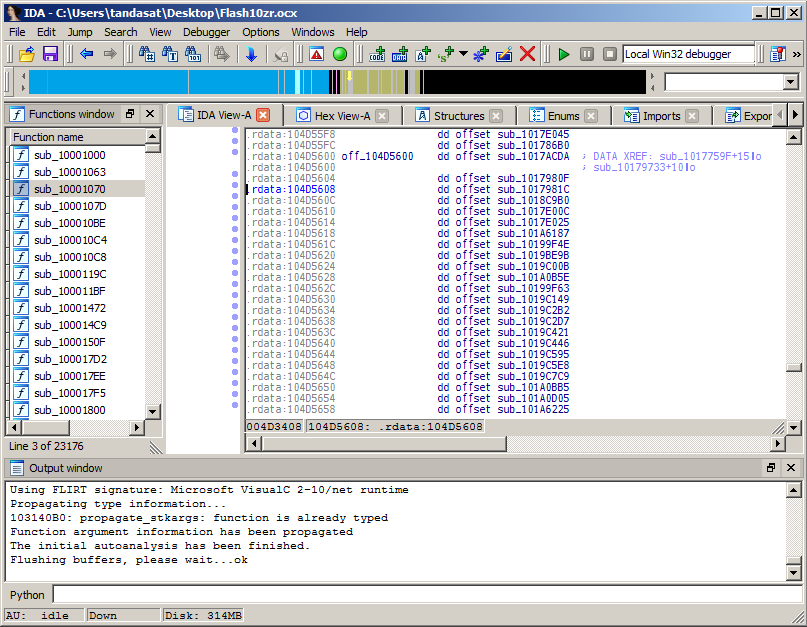 IDA - C:\Users\tandasat\Desktop\Flash10zr.ocx
File Edit Jump Search View Debugger Options Windows Help
Local Win32 debugger
Functions window
IDA View-A Hex View-A Structures Enums Imports Expor
Function name
sub_10001000
sub_10001063
sub_10001070
sub_1000107D
sub_100010BE
sub_100010C4
sub_100010C8
sub_1000119C
sub_100011BF
sub_10001472
sub_100014C9
sub_1000150F
sub_100017D2
sub_100017EE
sub_100017F5
sub_10001800
Line 3 of 23176
.rdata:104D55F8 dd offset sub_1017E045
.rdata:104D55FC dd offset sub_101786B0
.rdata:104D5600 off_104D5600 dd offset sub_1017ACDA ; DATA XREF: sub_1017759F+15↑o
.rdata:104D5600 ; sub_10179733+10↑o
.rdata:104D5604 dd offset sub_1017980F
.rdata:104D5608 dd offset sub_1017981C
.rdata:104D560C dd offset sub_1018C9B0
.rdata:104D5610 dd offset sub_1017E00C
.rdata:104D5614 dd offset sub_1017E025
.rdata:104D5618 dd offset sub_101A6187
.rdata:104D561C dd offset sub_10199F4E
.rdata:104D5620 dd offset sub_1019BE9B
.rdata:104D5624 dd offset sub_1019C00B
.rdata:104D5628 dd offset sub_101A0B5E
.rdata:104D562C dd offset sub_10199F63
.rdata:104D5630 dd offset sub_1019C149
.rdata:104D5634 dd offset sub_1019C2B2
.rdata:104D5638 dd offset sub_1019C2D7
.rdata:104D563C dd offset sub_1019C421
.rdata:104D5640 dd offset sub_1019C446
.rdata:104D5644 dd offset sub_1019C595
.rdata:104D5648 dd offset sub_1019C5E8
.rdata:104D564C dd offset sub_1019C7C9
.rdata:104D5650 dd offset sub_101A0BB5
.rdata:104D5654 dd offset sub_101A0D05
.rdata:104D5658 dd offset sub_101A6225
004D3408 104D5608: .rdata:104D5608
Output window
Using FLIRT signature: Microsoft VisualC 2-10/net runtime
Propagating type information...
103140B0: propagate_stkargs: function is already typed
Function argument information has been propagated
The initial autoanalysis has been finished.
Flushing buffers, please wait...ok
Python
AU: idle Down Disk: 314MB